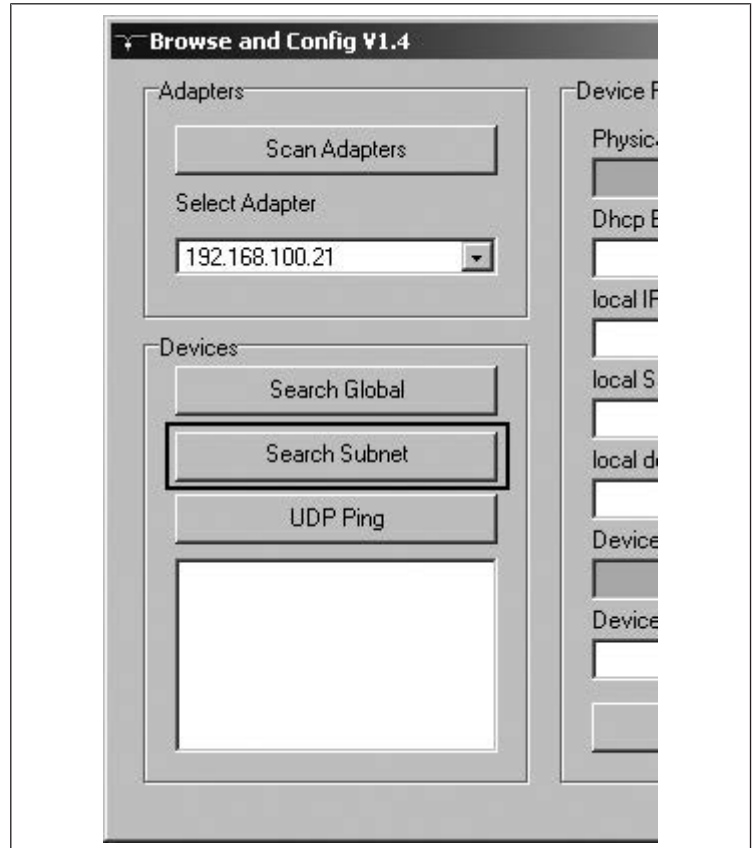 Browse and Config V1.4
Adapters
Scan Adapters
Select Adapter
192.168.100.21
Devices
Search Global
Search Subnet
UDP Ping
Device
Physic
Dhcp
local
local S
local d
Device
Device